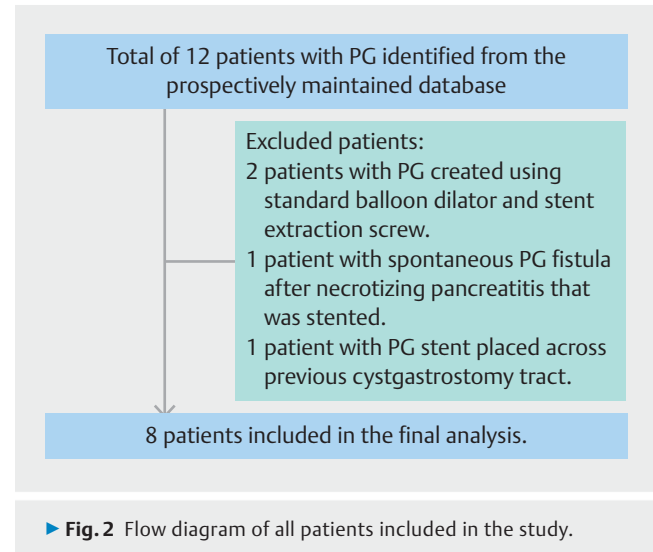 Total of 12 patients with PG identified from the
prospectively maintained database
Excluded patients:
2 patients with PG created using
standard balloon dilator and stent
extraction screw.
1 patient with spontaneous PG fistula
after necrotizing pancreatitis that
was stented.
1 patient with PG stent placed across
previous cystgastrostomy tract.
8 patients included in the final analysis.
▶ Fig. 2 Flow diagram of all patients included in the study.